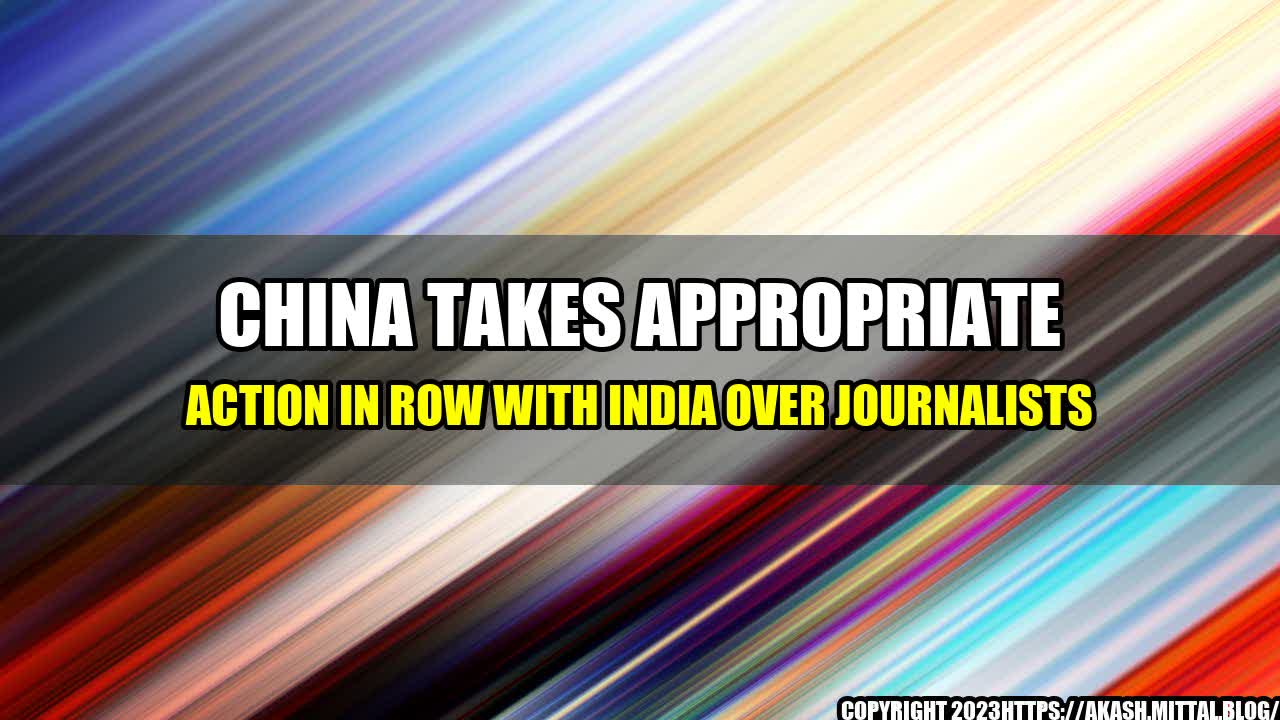 CHINA TAKES APPROPRIATE
ACTION IN ROW WITH INDIA OVER JOURNALISTS
COPYRIGHT 2023HTTPS://AKASH.MITTAL.BLOG/